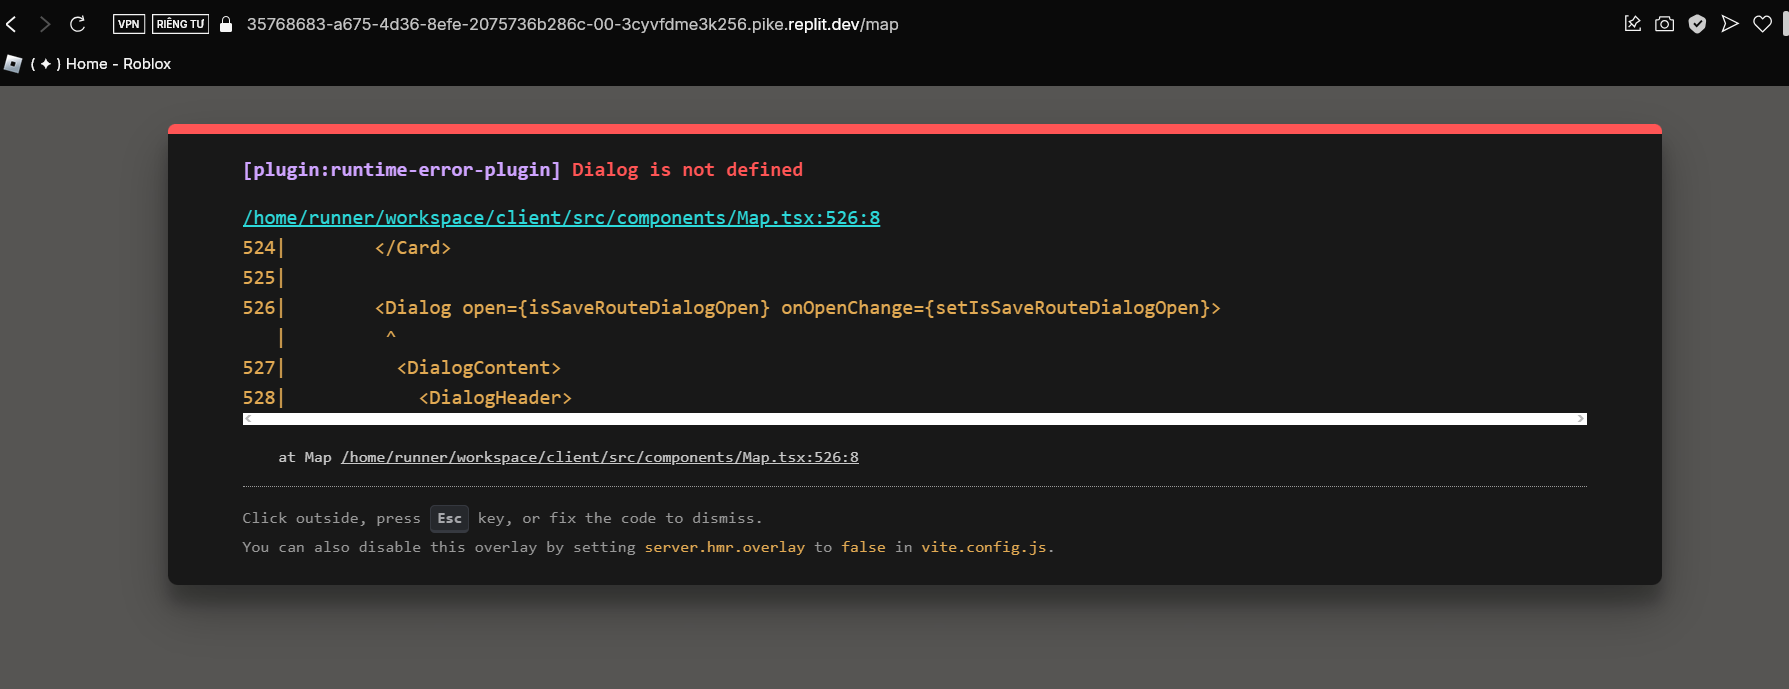 VPN RIÊNG TƯ 35768683-a675-4d36-8efe-2075736b286c-00-3cyvfdme3k256.pike.replit.dev/map
( ✦ ) Home - Roblox
[plugin:runtime-error-plugin] Dialog is not defined
/home/runner/workspace/client/src/components/Map.tsx:526:8
524|        </Card>
525|
526|        <Dialog open={isSaveRouteDialogOpen} onOpenChange={setIsSaveRouteDialogOpen}>
   |         ^
527|          <DialogContent>
528|            <DialogHeader>
at Map /home/runner/workspace/client/src/components/Map.tsx:526:8
Click outside, press Esc key, or fix the code to dismiss.
You can also disable this overlay by setting server.hmr.overlay to false in vite.config.js.